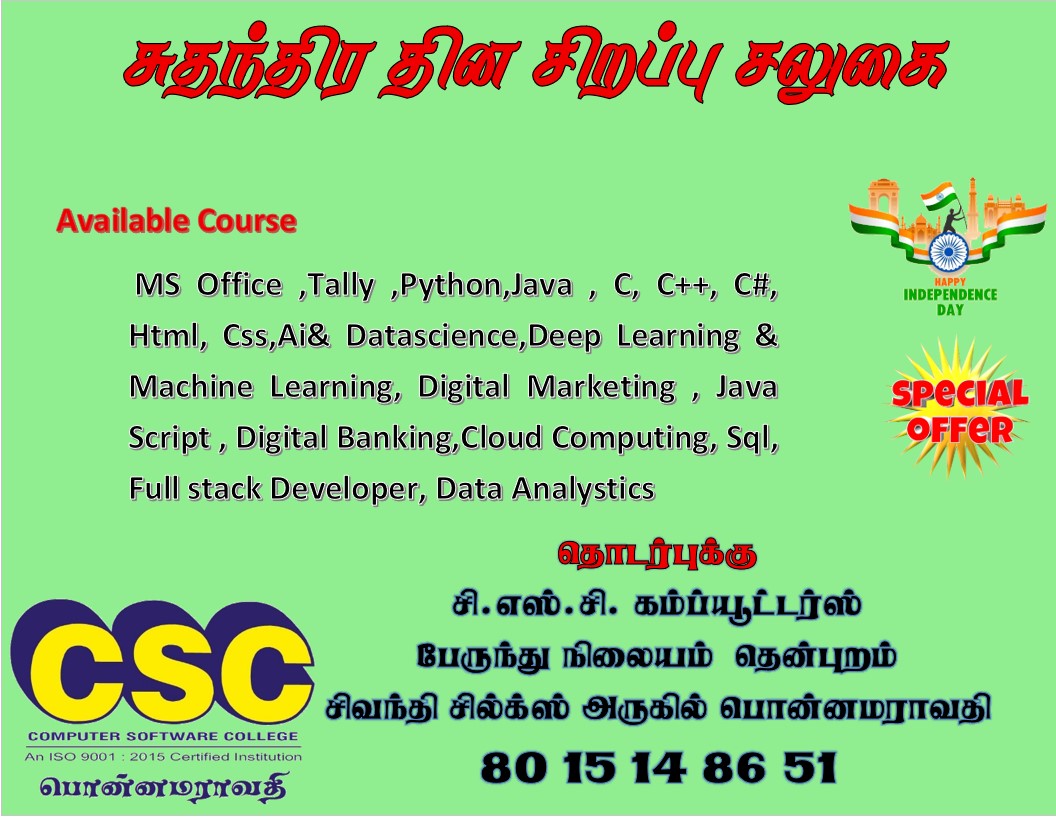 சுதந்திர தின சிறப்பு சலுகை
Available Course
MS Office ,Tally ,Python,Java , C, C++, C#,
Html, Css,Ai& Datascience,Deep Learning &
Machine Learning, Digital Marketing , Java
Script , Digital Banking,Cloud Computing, Sql,
Full stack Developer, Data Analystics
HAPPY
INDEPENDENCE
DAY
SPECIAL
OFFER
தொடர்புக்கு
சி.எஸ்.சி. கம்ப்யூட்டர்ஸ்
பேருந்து நிலையம் தென்புறம்
சிவந்தி சில்க்ஸ் அருகில் பொன்னமராவதி
80 15 14 86 51
CSC
COMPUTER SOFTWARE COLLEGE
An ISO 9001 : 2015 Certified Institution
பொன்னமராவதி